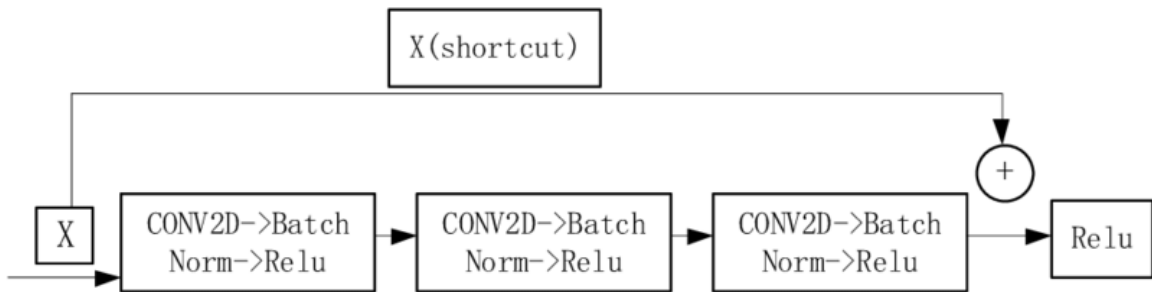 X(shortcut)
+
X
CONV2D->Batch
Norm->Relu
CONV2D->Batch
Norm->Relu
CONV2D->Batch
Norm->Relu
Relu